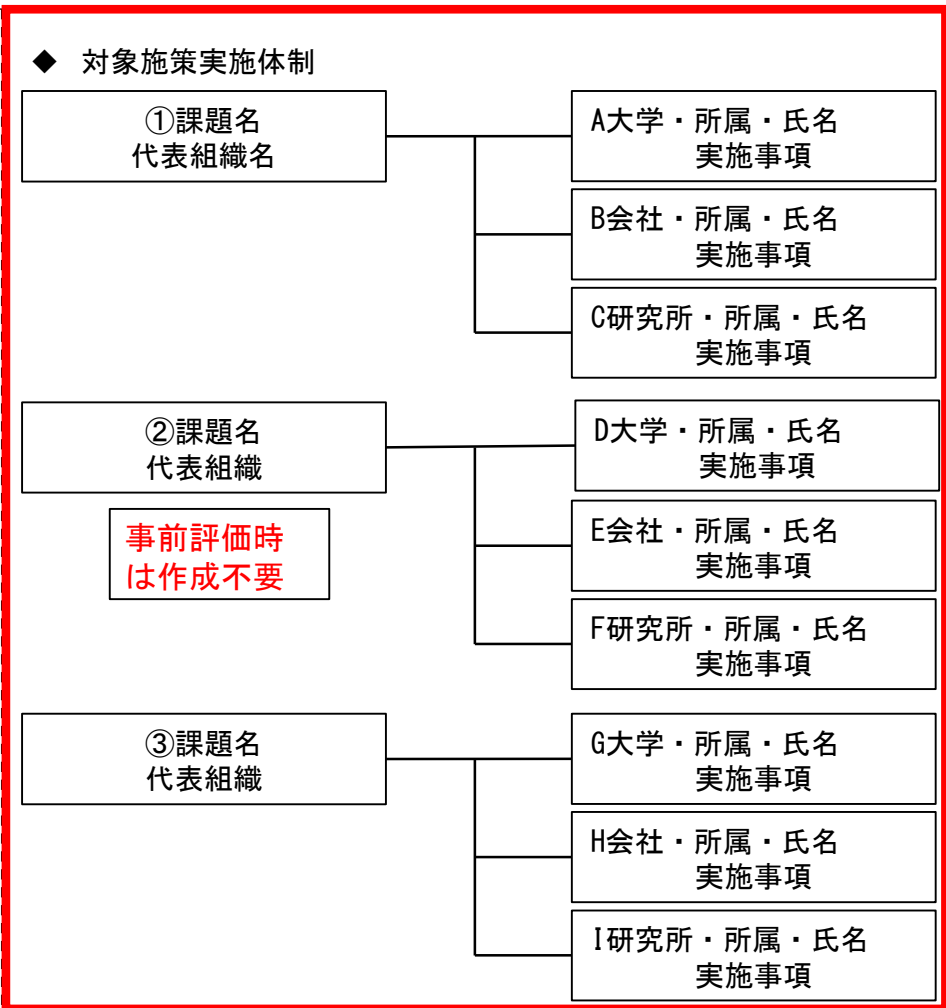 ◆ 対象施策実施体制
①課題名
代表組織名
A大学・所属・氏名
実施事項
B会社・所属・氏名
実施事項
C研究所・所属・氏名
実施事項
②課題名
代表組織
事前評価時
は作成不要
D大学・所属・氏名
実施事項
E会社・所属・氏名
実施事項
F研究所・所属・氏名
実施事項
③課題名
代表組織
G大学・所属・氏名
実施事項
H会社・所属・氏名
実施事項
I研究所・所属・氏名
実施事項